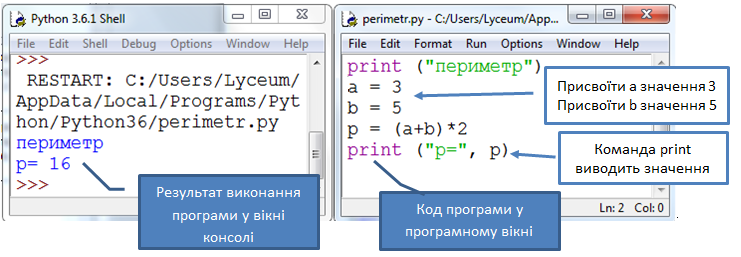 Python 3.6.1 Shell
File Edit Shell Debug Options Window Help
>>>
RESTART: C:/Users/Lyceum/
AppData/Local/Programs/Pyt
hon/Python36/perimetr.py
периметр
p= 16
>>>
Результат виконання
програми у вікні
консолі
perimetr.py - C:/Users/Lyceum/App...
File Edit Format Run Options Window Help
print ("периметр")
a = 3
b = 5
p = (a+b)*2
print ("p=", p)
Присвоїти a значення 3
Присвоїти b значення 5
Команда print
виводить значення
Код програми у
програмному вікні
Ln: 2 Col: 0